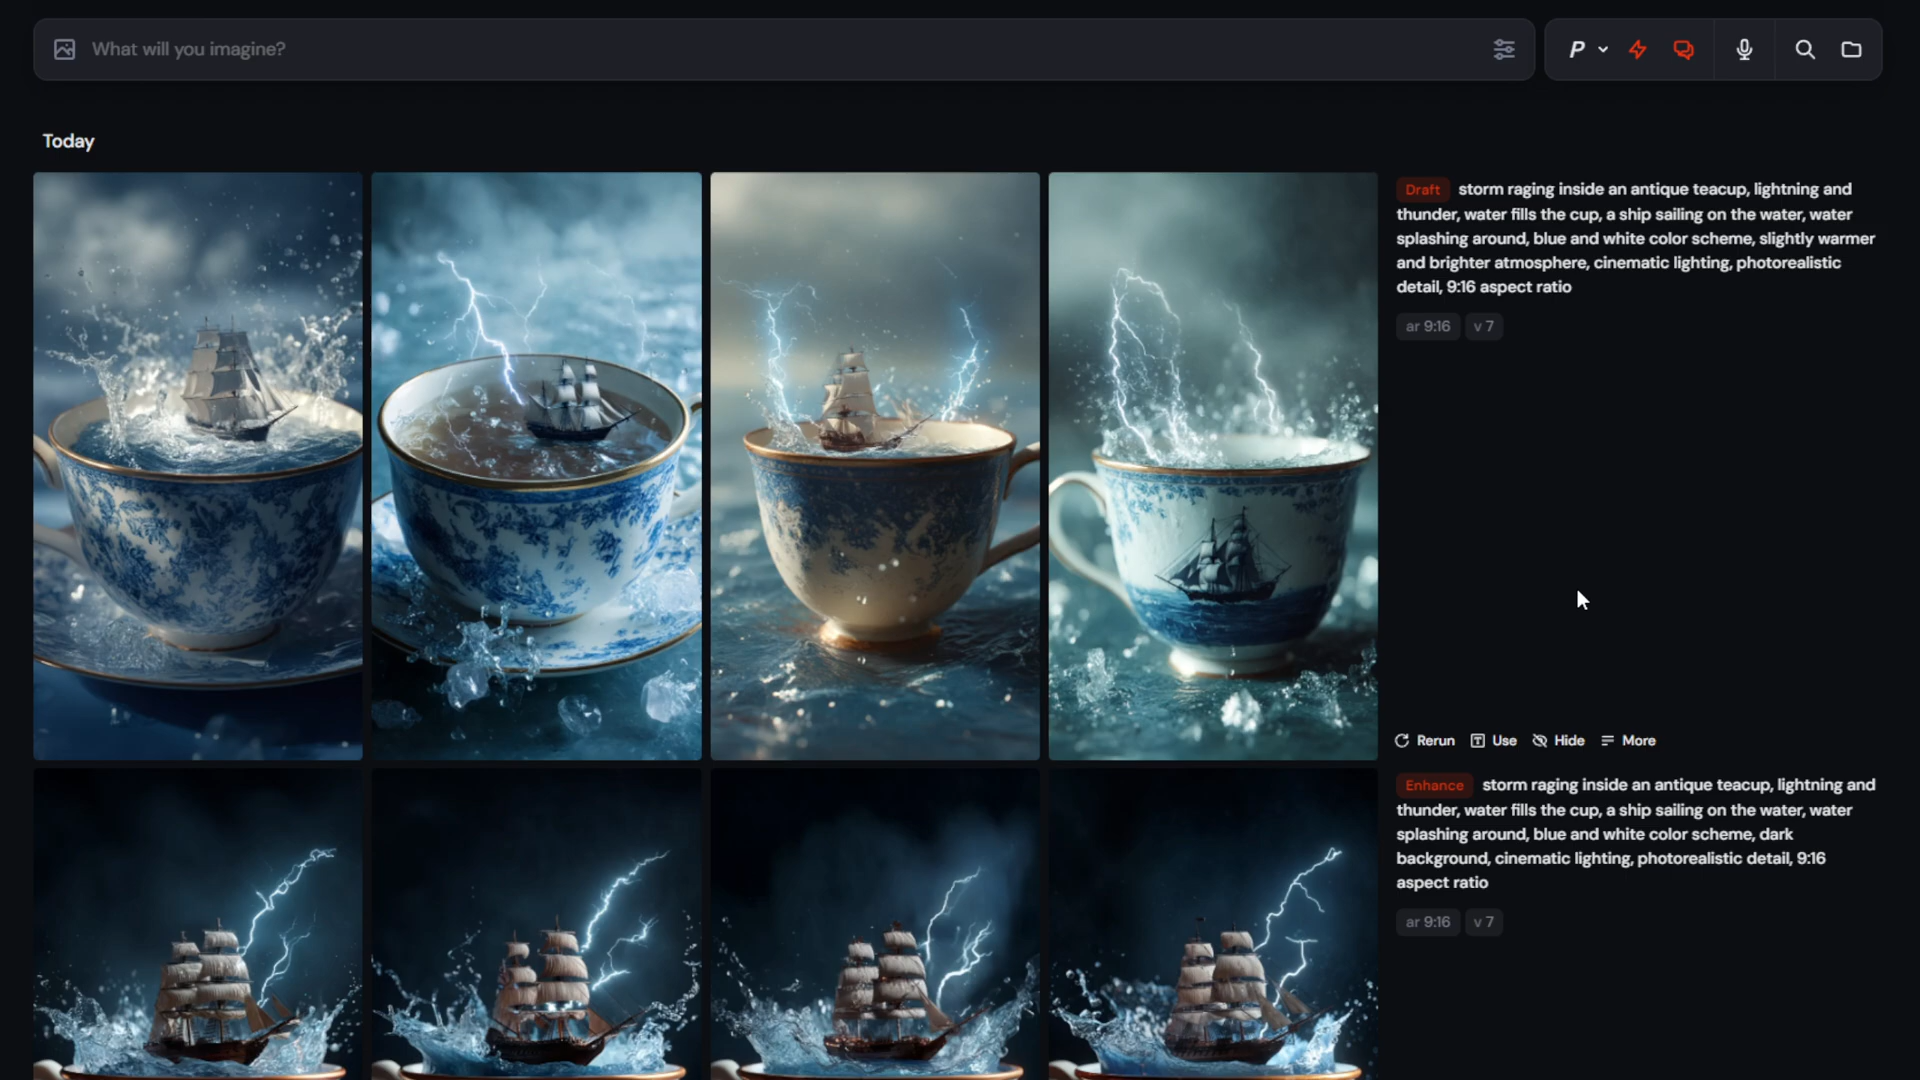 What will you imagine?
P
Today
Draft storm raging inside an antique teacup, lightning and
thunder, water fills the cup, a ship sailing on the water, water
splashing around, blue and white color scheme, slightly warmer
and brighter atmosphere, cinematic lighting, photorealistic
detail, 9:16 aspect ratio
ar 9:16 v 7
Rerun Use Hide More
Enhance storm raging inside an antique teacup, lightning and
thunder, water fills the cup, a ship sailing on the water, water
splashing around, blue and white color scheme, dark
background, cinematic lighting, photorealistic detail, 9:16
aspect ratio
ar 9:16 v 7